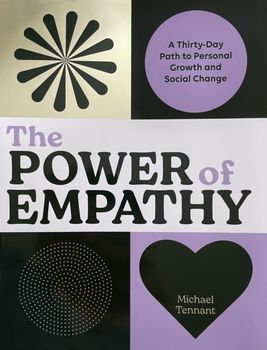 A Thirty-Day
Path to Personal
Growth and
Social Change
The
POWER of
EMPATHY
Michael
Tennant